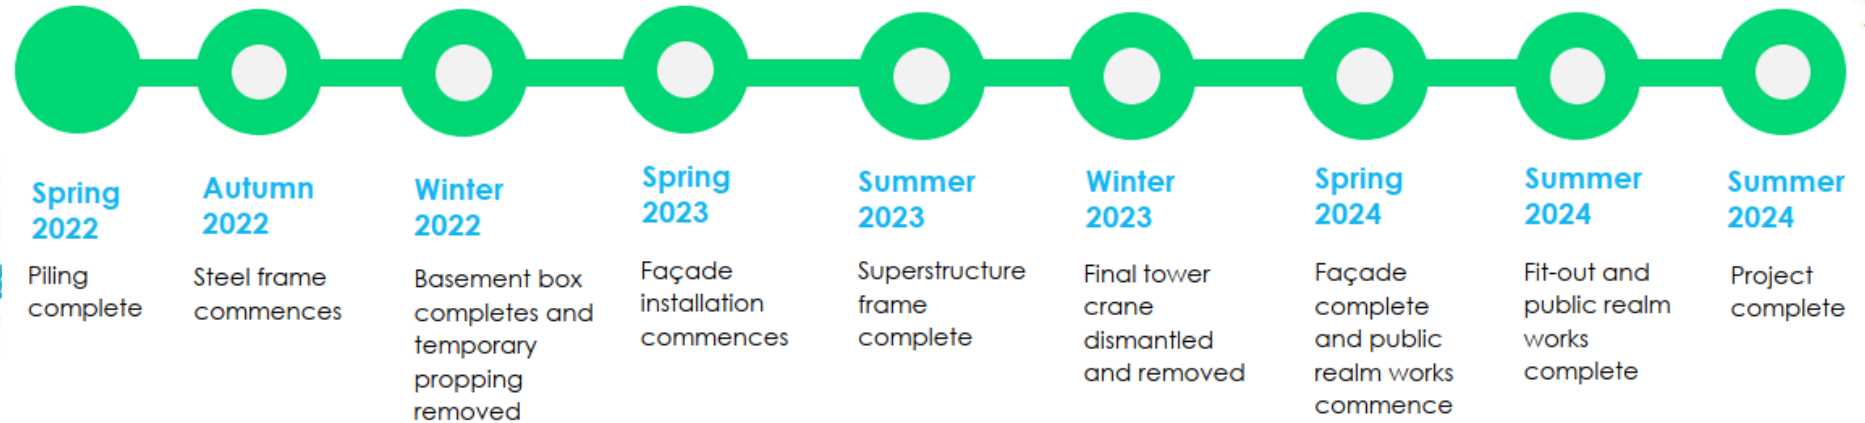 Spring
2022
Piling
complete
Autumn
2022
Steel frame
commences
Winter
2022
Basement box
completes and
temporary
propping
removed
Spring
2023
Façade
installation
commences
Summer
2023
Superstructure
frame
complete
Winter
2023
Final tower
crane
dismantled
and removed
Spring
2024
Façade
complete
and public
realm works
commence
Summer
2024
Fit-out and
public realm
works
complete
Summer
2024
Project
complete